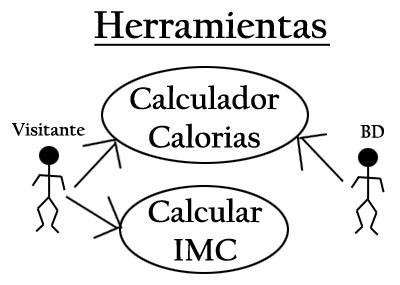 Herramientas
Visitante
Calculador
Calorias
BD
Calcular
IMC